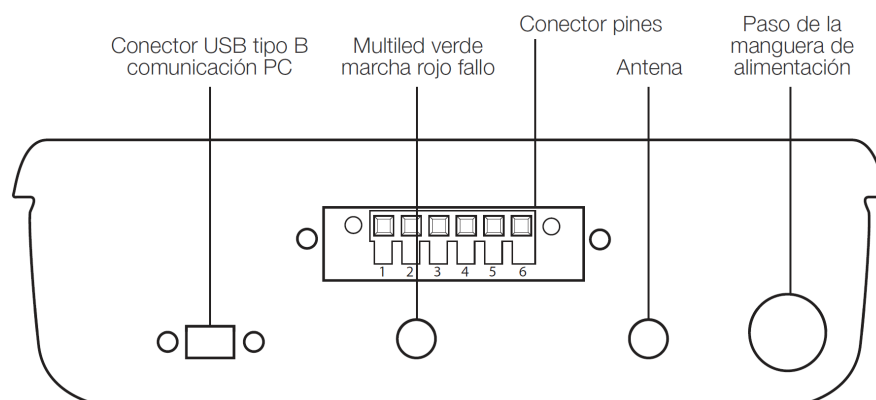 Conector USB tipo B
comunicación PC
Multiled verde
marcha rojo fallo
Conector pines
Antena
Paso de la
manguera de
alimentación
1 2 3 4 5 6